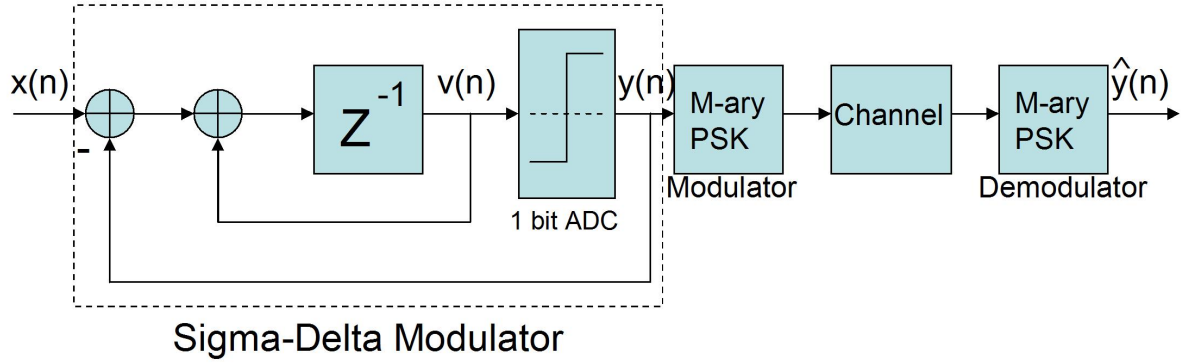 x(n)
-
Z⁻¹
v(n)
1 bit ADC
y(n)
M-ary
PSK
Modulator
Channel
M-ary
PSK
Demodulator
ŷ(n)
Sigma-Delta Modulator